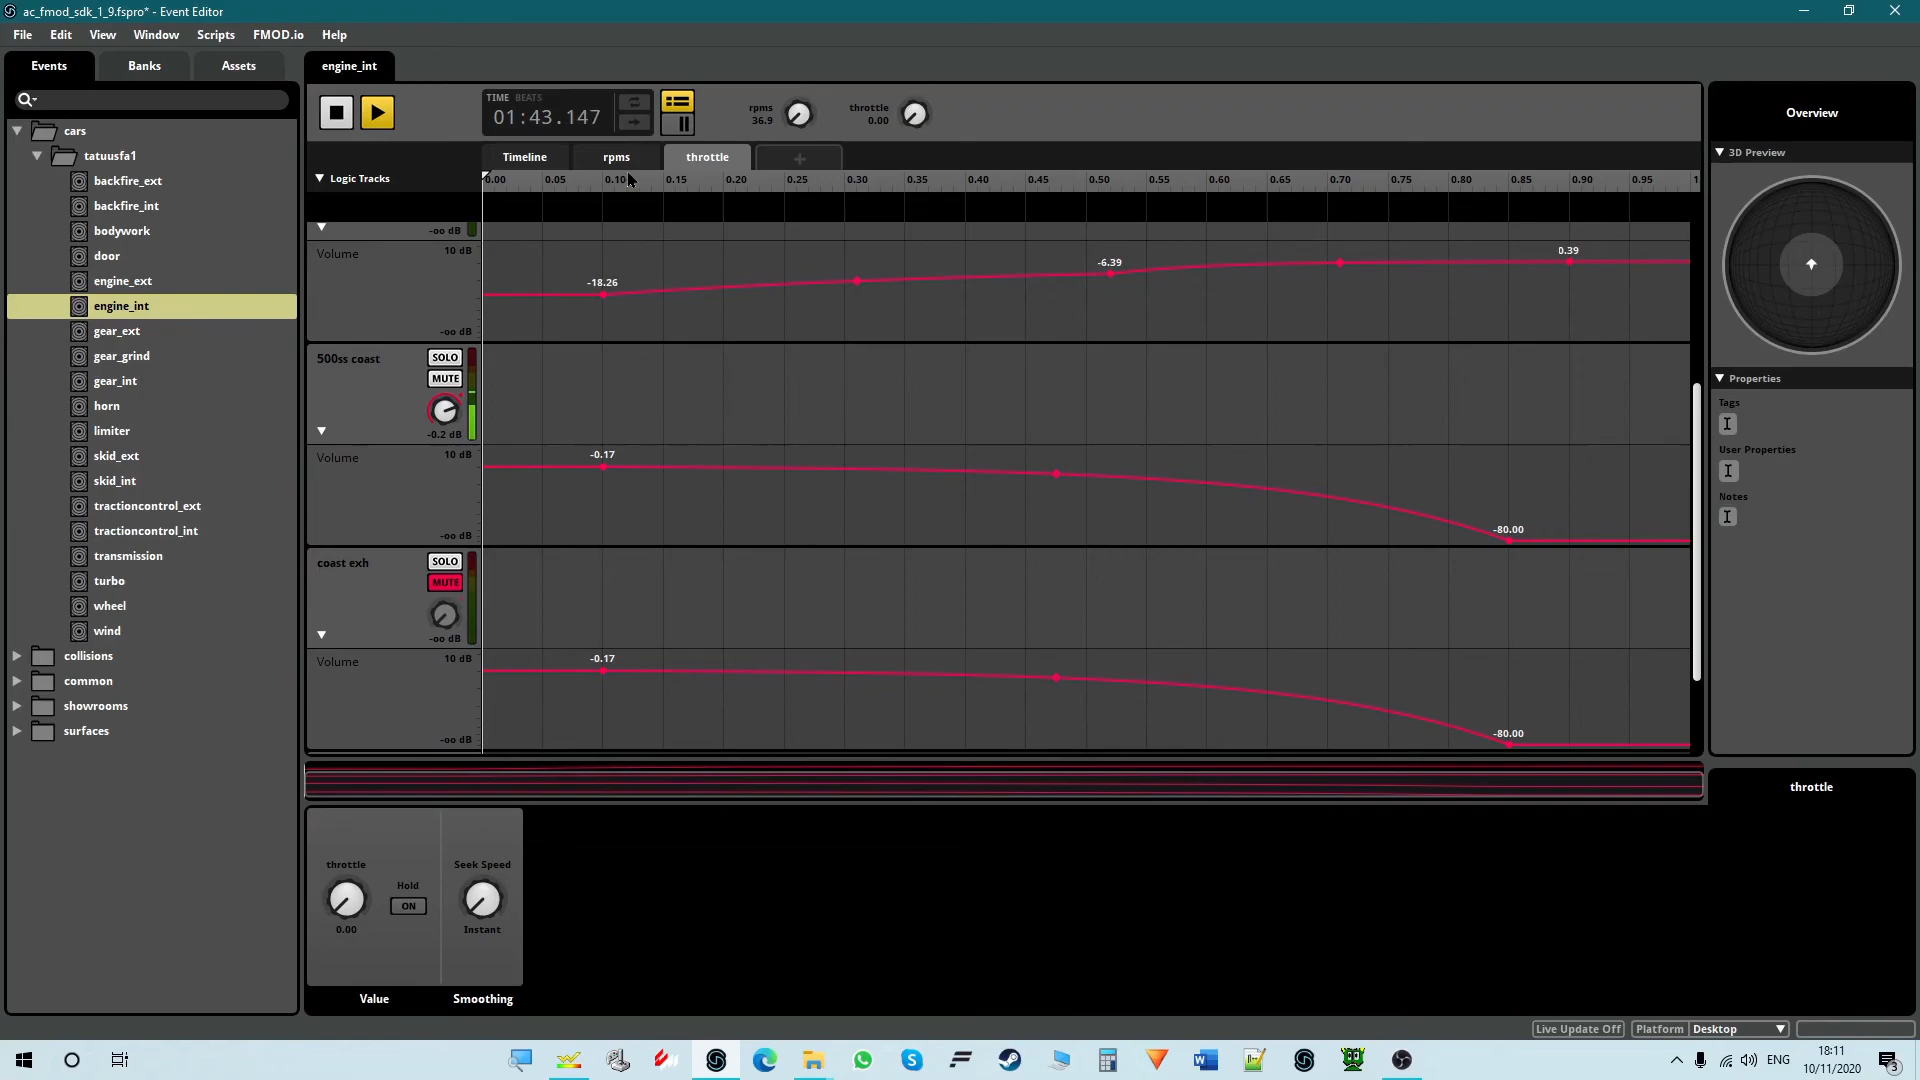 ac_fmod_sdk_1_9.fspro* - Event Editor
File Edit View Window Scripts FMOD.io Help
Events Banks Assets
engine_int
cars
tatuusfa1
backfire_ext
backfire_int
bodywork
door
engine_ext
engine_int
gear_ext
gear_grind
gear_int
horn
limiter
skid_ext
skid_int
tractioncontrol_ext
tractioncontrol_int
transmission
turbo
wheel
wind
collisions
common
showrooms
surfaces
TIME BEATS
01:43.147
rpms
36.9
throttle
0.00
Timeline rpms throttle +
Logic Tracks
0.00 0.05 0.10 0.15 0.20 0.25 0.30 0.35 0.40 0.45 0.50 0.55 0.60 0.65 0.70 0.75 0.80 0.85 0.90 0.95 1
-oo dB
Volume 10 dB
-18.26 -6.39 0.39
-oo dB
500ss coast SOLO
MUTE
-0.2 dB
Volume 10 dB
-0.17 -80.00
-oo dB
coast exh SOLO
MUTE
-oo dB
Volume 10 dB
-0.17 -80.00
-oo dB
throttle
0.00
Hold
ON
Seek Speed
Instant
Value Smoothing
Overview
3D Preview
Properties
Tags
User Properties
Notes
throttle
Live Update Off Platform Desktop
ENG
18:11
10/11/2020
3